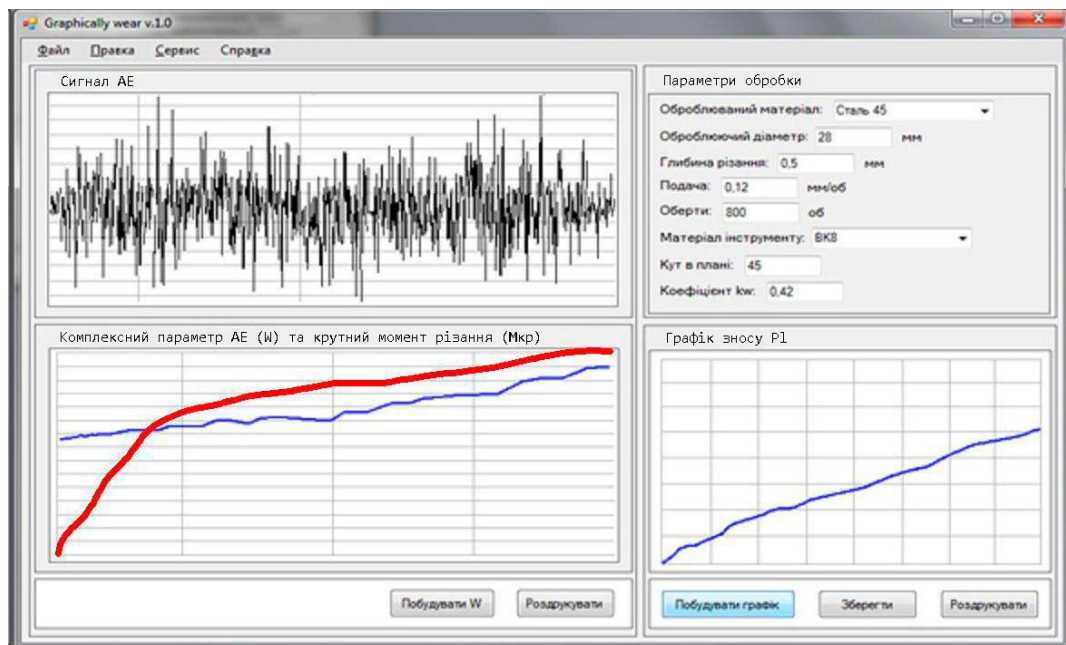 Graphically wear v.1.0
Файл Правка Сервис Справка
Сигнал АЕ
Параметри обробки
Оброблюваний матеріал: Сталь 45
Оброблюючий діаметр: 28 мм
Глибина різання: 0,5 мм
Подача: 0,12 мм/об
Оберти: 800 об
Матеріал інструменту: ВК8
Кут в плані: 45
Коефіцієнт kw: 0,42
Комплексний параметр АЕ (W) та крутний момент різання (Мкр)
Графік зносу Pl
Побудувати W Роздрукувати
Побудувати графік Зберегти Роздрукувати